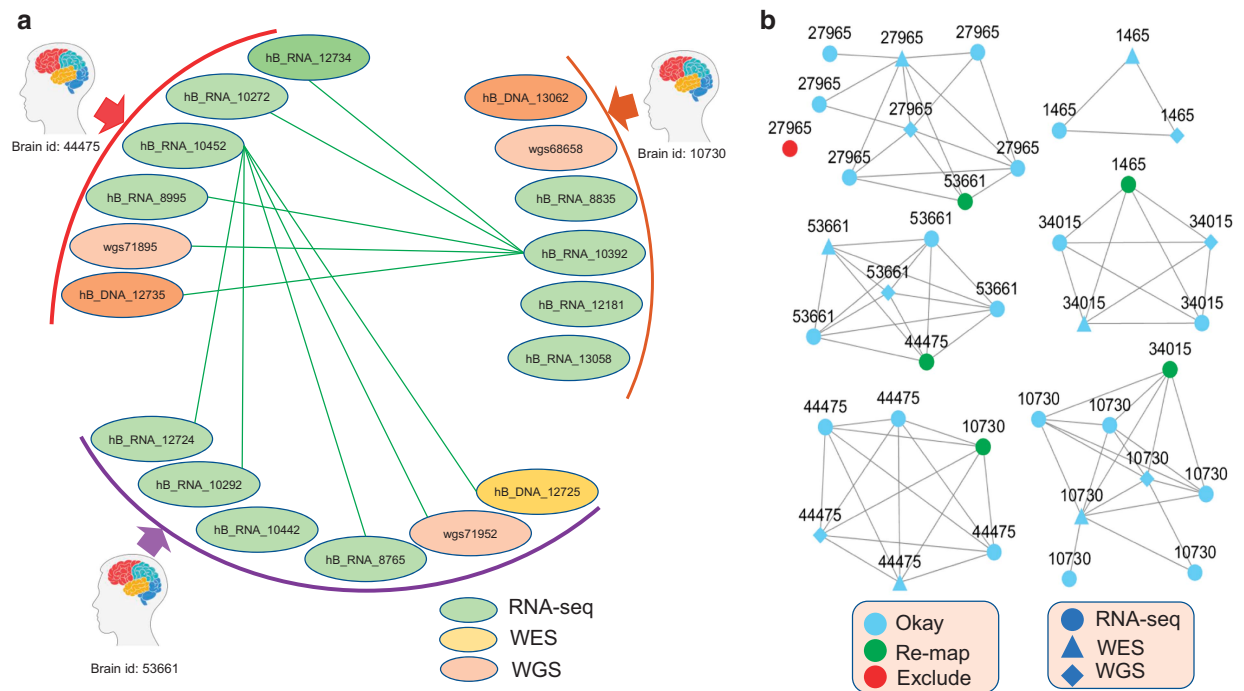 a
hB_RNA_12734
hB_RNA_10272
hB_RNA_10452
Brain id: 44475
hB_RNA_8995
wgs71895
hB_DNA_12735
hB_DNA_13062
wgs68658
Brain id: 10730
hB_RNA_8835
hB_RNA_10392
hB_RNA_12181
hB_RNA_13058
hB_RNA_12724
hB_RNA_10292
hB_RNA_10442
hB_RNA_8765
wgs71952
hB_DNA_12725
Brain id: 53661
RNA-seq
WES
WGS
b
27965
27965
27965
27965
27965
27965
27965
27965
53661
1465
1465
1465
53661
53661
53661
53661
53661
44475
1465
34015
34015
34015
34015
44475
44475
10730
44475
44475
44475
34015
10730
10730
10730
10730
10730
10730
10730
Okay
Re-map
Exclude
RNA-seq
WES
WGS